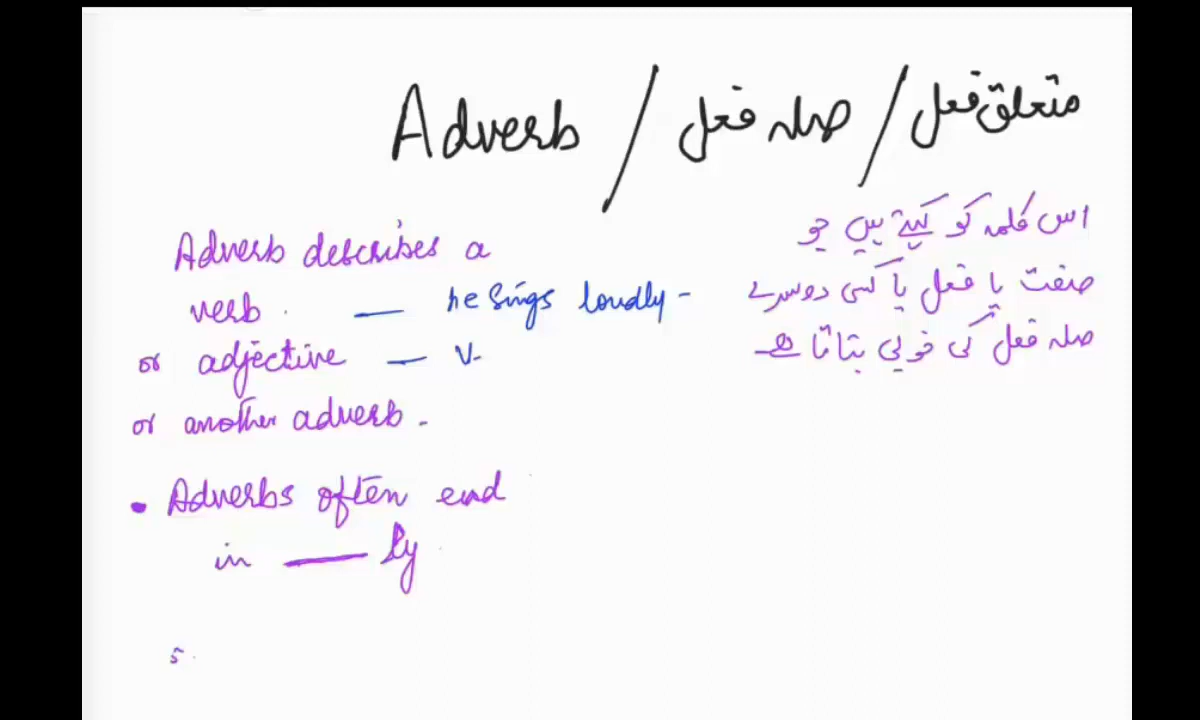 Adverb / صلہ فعل / متعلق فعل
Adverb describes a
verb. — he sings loudly -
or adjective — v-
or another adverb -
• Adverbs often end
in — ly
s
اس کلمہ کو کہتے ہیں جو
صفت یا فعل یا کسی دوسرے
صلہ فعل کی خوبی بتاتا ہے